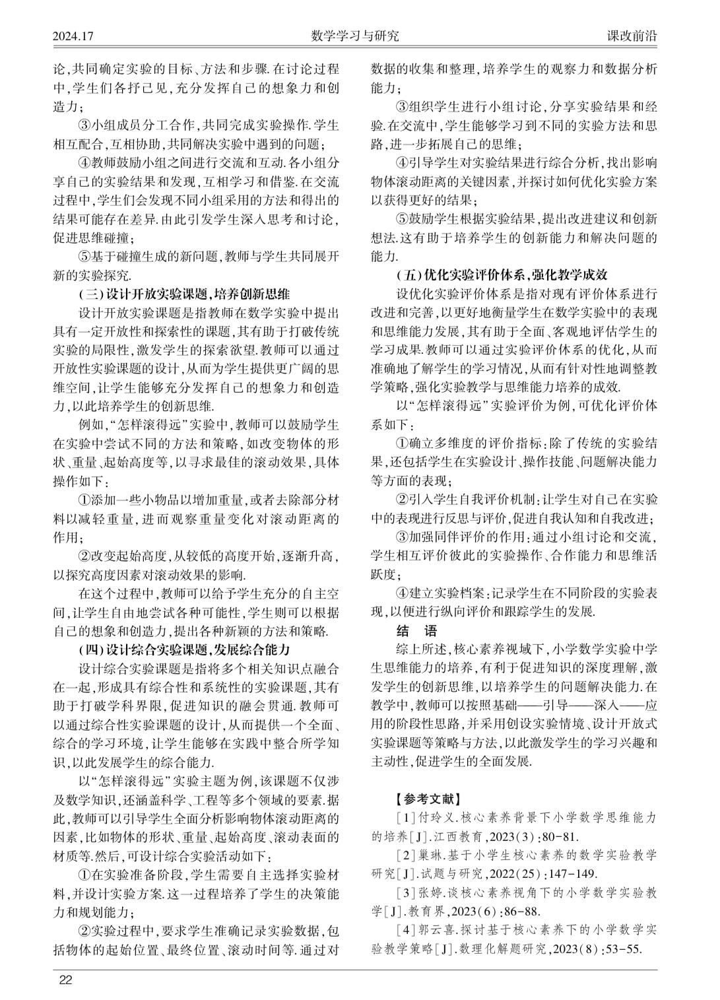 2024.17
数学学习与研究
课改前沿
论,共同确定实验的目标、方法和步骤.在讨论过程
中,学生们各抒己见,充分发挥自己的想象力和创
造力;
③小组成员分工合作,共同完成实验操作.学生
相互配合,互相协助,共同解决实验中遇到的问题;
④教师鼓励小组之间进行交流和互动.各小组分
享自己的实验结果和发现,互相学习和借鉴.在交流
过程中,学生们会发现不同小组采用的方法和得出的
结果可能存在差异.由此引发学生深入思考和讨论,
促进思维碰撞;
⑤基于碰撞生成的新问题,教师与学生共同展开
新的实验探究.
(三)设计开放实验课题,培养创新思维
设计开放实验课题是指教师在数学实验中提出
具有一定开放性和探索性的课题,其有助于打破传统
实验的局限性,激发学生的探索欲望.教师可以通过
开放性实验课题的设计,从而为学生提供更广阔的思
维空间,让学生能够充分发挥自己的想象力和创造
力,以此培养学生的创新思维.
例如,“怎样滚得远”实验中,教师可以鼓励学生
在实验中尝试不同的方法和策略,如改变物体的形
状、重量、起始高度等,以寻求最佳的滚动效果,具体
操作如下:
①添加一些小物品以增加重量,或者去除部分材
料以减轻重量,进而观察重量变化对滚动距离的
作用;
②改变起始高度,从较低的高度开始,逐渐升高,
以探究高度因素对滚动效果的影响.
在这个过程中,教师可以给予学生充分的自主空
间,让学生自由地尝试各种可能性,学生则可以根据
自己的想象和创造力,提出各种新颖的方法和策略.
(四)设计综合实验课题,发展综合能力
设计综合实验课题是指将多个相关知识点融合
在一起,形成具有综合性和系统性的实验课题,其有
助于打破学科界限,促进知识的融会贯通.教师可
以通过综合性实验课题的设计,从而提供一个全面、
综合的学习环境,让学生能够在实践中整合所学知
识,以此发展学生的综合能力.
以“怎样滚得远”实验主题为例,该课题不仅涉
及数学知识,还涵盖科学、工程等多个领域的要素.据
此,教师可以引导学生全面分析影响物体滚动距离的
因素,比如物体的形状、重量、起始高度、滚动表面的
材质等.然后,可设计综合实验活动如下:
①在实验准备阶段,学生需要自主选择实验材
料,并设计实验方案.这一过程培养了学生的决策能
力和规划能力;
②实验过程中,要求学生准确记录实验数据,包
括物体的起始位置、最终位置、滚动时间等.通过对
数据的收集和整理,培养学生的观察力和数据分析
能力;
③组织学生进行小组讨论,分享实验结果和经
验.在交流中,学生能够学习到不同的实验方法和思
路,进一步拓展自己的思维;
④引导学生对实验结果进行综合分析,找出影响
物体滚动距离的关键因素,并探讨如何优化实验方案
以获得更好的结果;
⑤鼓励学生根据实验结果,提出改进建议和创新
想法.这有助于培养学生的创新能力和解决问题的
能力.
(五)优化实验评价体系,强化教学成效
设优化实验评价体系是指对现有评价体系进行
改进和完善,以更好地衡量学生在数学实验中的表现
和思维能力发展,其有助于全面、客观地评估学生的
学习成果.教师可以通过实验评价体系的优化,从而
准确地了解学生的学习情况,从而有针对性地调整教
学策略,强化实验教学与思维能力培养的成效.
以“怎样滚得远”实验评价为例,可优化评价体
系如下:
①确立多维度的评价指标:除了传统的实验结
果,还包括学生在实验设计、操作技能、问题解决能力
等方面的表现;
②引入学生自我评价机制:让学生对自己在实验
中的表现进行反思与评价,促进自我认知和自我改进;
③加强同伴评价的作用:通过小组讨论和交流,
学生相互评价彼此的实验操作、合作能力和思维活
跃度;
④建立实验档案:记录学生在不同阶段的实验表
现,以便进行纵向评价和跟踪学生的发展.
结 语
综上所述,核心素养视域下,小学数学实验中学
生思维能力的培养,有利于促进知识的深度理解,激
发学生的创新思维,以培养学生的问题解决能力.在
教学中,教师可以按照基础——引导——深入——应
用的阶段性思路,并采用创设实验情境、设计开放式
实验课题等策略与方法,以此激发学生的学习兴趣和
主动性,促进学生的全面发展.
【参考文献】
[1]付玲义.核心素养背景下小学数学思维能力
的培养[J].江西教育,2023(3):80-81.
[2]巢琳.基于小学生核心素养的数学实验教学
研究[J].试题与研究,2022(25):147-149.
[3]张婷.谈核心素养视角下的小学数学实验教
学[J].教育界,2023(6):86-88.
[4]郭云喜.探讨基于核心素养下的小学数学实
验教学策略[J].数理化解题研究,2023(8):53-55.
22